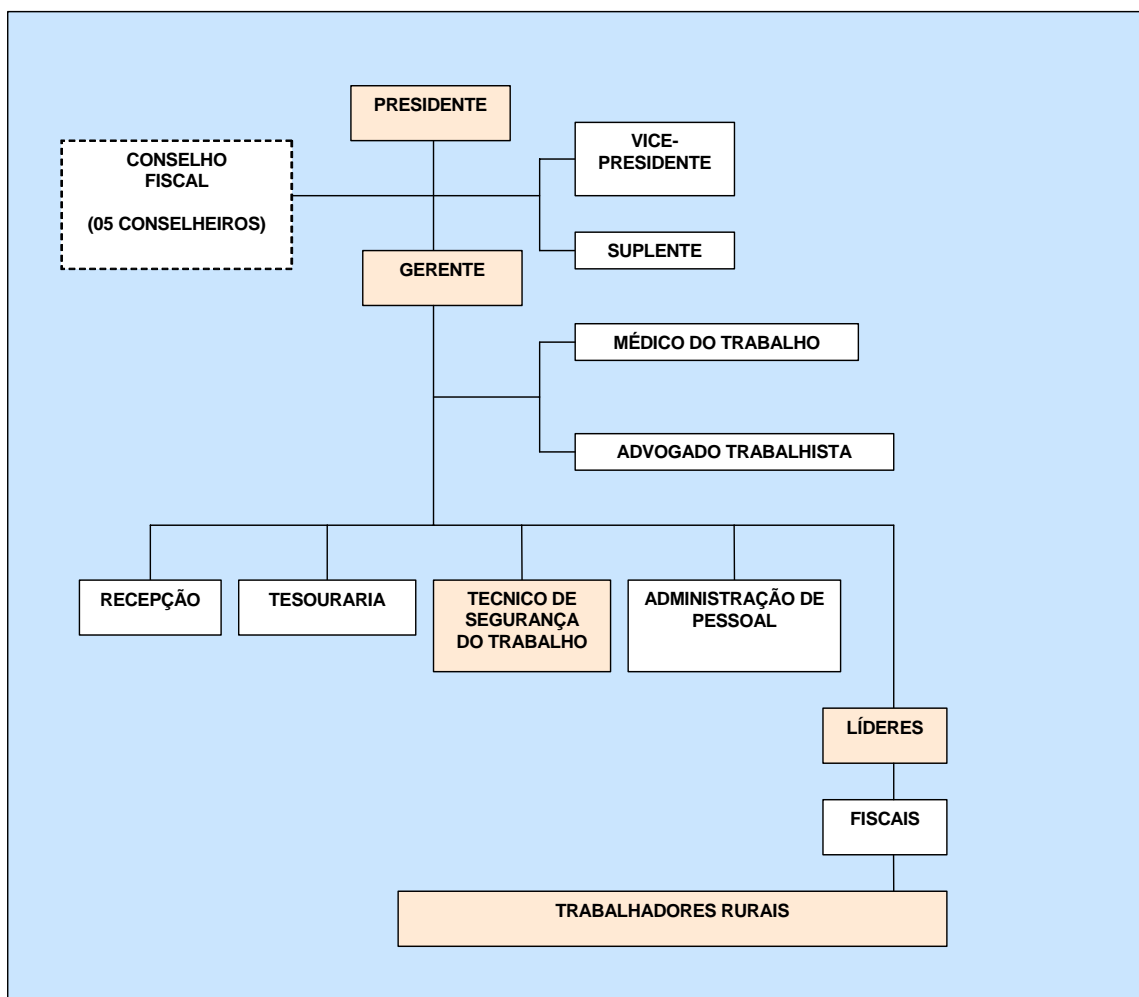 PRESIDENTE
CONSELHO
FISCAL
(05 CONSELHEIROS)
VICE-
PRESIDENTE
SUPLENTE
GERENTE
MÉDICO DO TRABALHO
ADVOGADO TRABALHISTA
RECEPÇÃO
TESOURARIA
TECNICO DE
SEGURANÇA
DO TRABALHO
ADMINISTRAÇÃO DE
PESSOAL
LÍDERES
FISCAIS
TRABALHADORES RURAIS